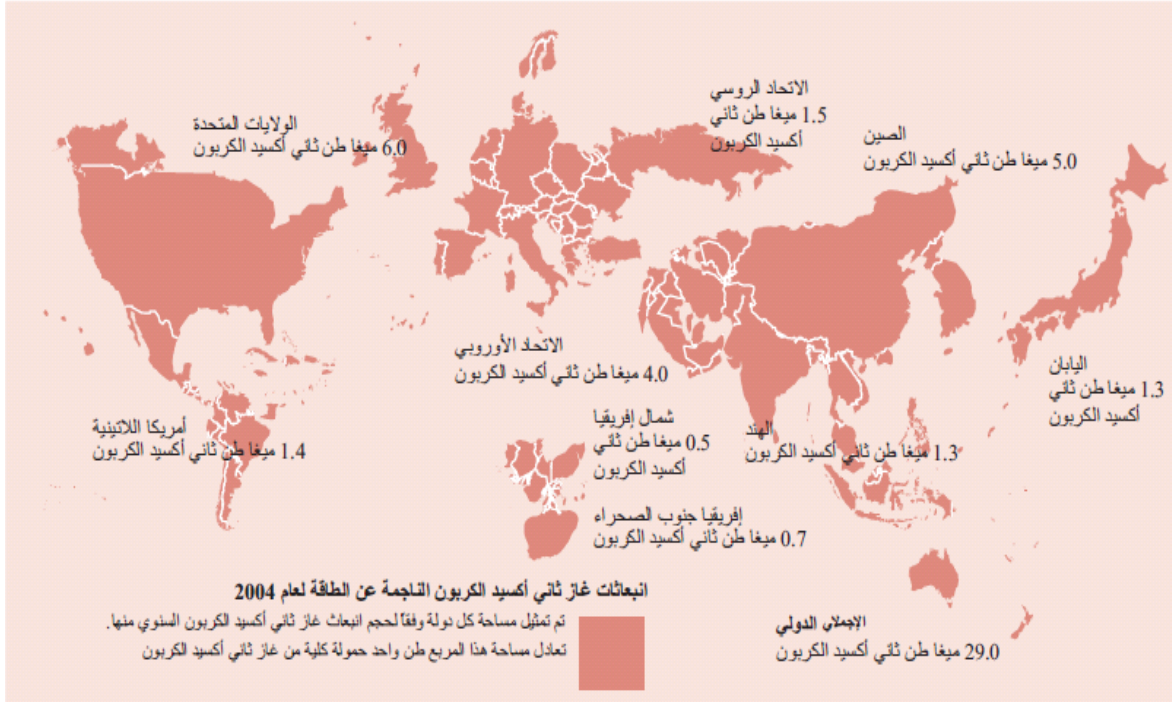 الولايات المتحدة
6.0 ميغا طن ثاني أكسيد الكربون
الاتحاد الروسي
1.5 ميغا طن ثاني
أكسيد الكربون
الصين
5.0 ميغا طن ثاني أكسيد الكربون
الاتحاد الأوروبي
4.0 ميغا طن ثاني أكسيد الكربون
اليابان
1.3 ميغا طن ثاني
أكسيد الكربون
أمريكا اللاتينية
1.4 ميغا طن ثاني أكسيد الكربون
شمال إفريقيا
0.5 ميغا طن ثاني
أكسيد الكربون
الهند
1.3 ميغا طن ثاني أكسيد الكربون
إفريقيا جنوب الصحراء
0.7 ميغا طن ثاني أكسيد الكربون
انبعاثات غاز ثاني أكسيد الكربون الناجمة عن الطاقة لعام 2004
تم تمثيل مساحة كل دولة وفقاً لحجم انبعاث غاز ثاني أكسيد الكربون السنوي منها.
تعادل مساحة هذا المربع طن واحد حمولة كلية من غاز ثاني أكسيد الكربون
الإجمالي الدولي
29.0 ميغا طن ثاني أكسيد الكربون